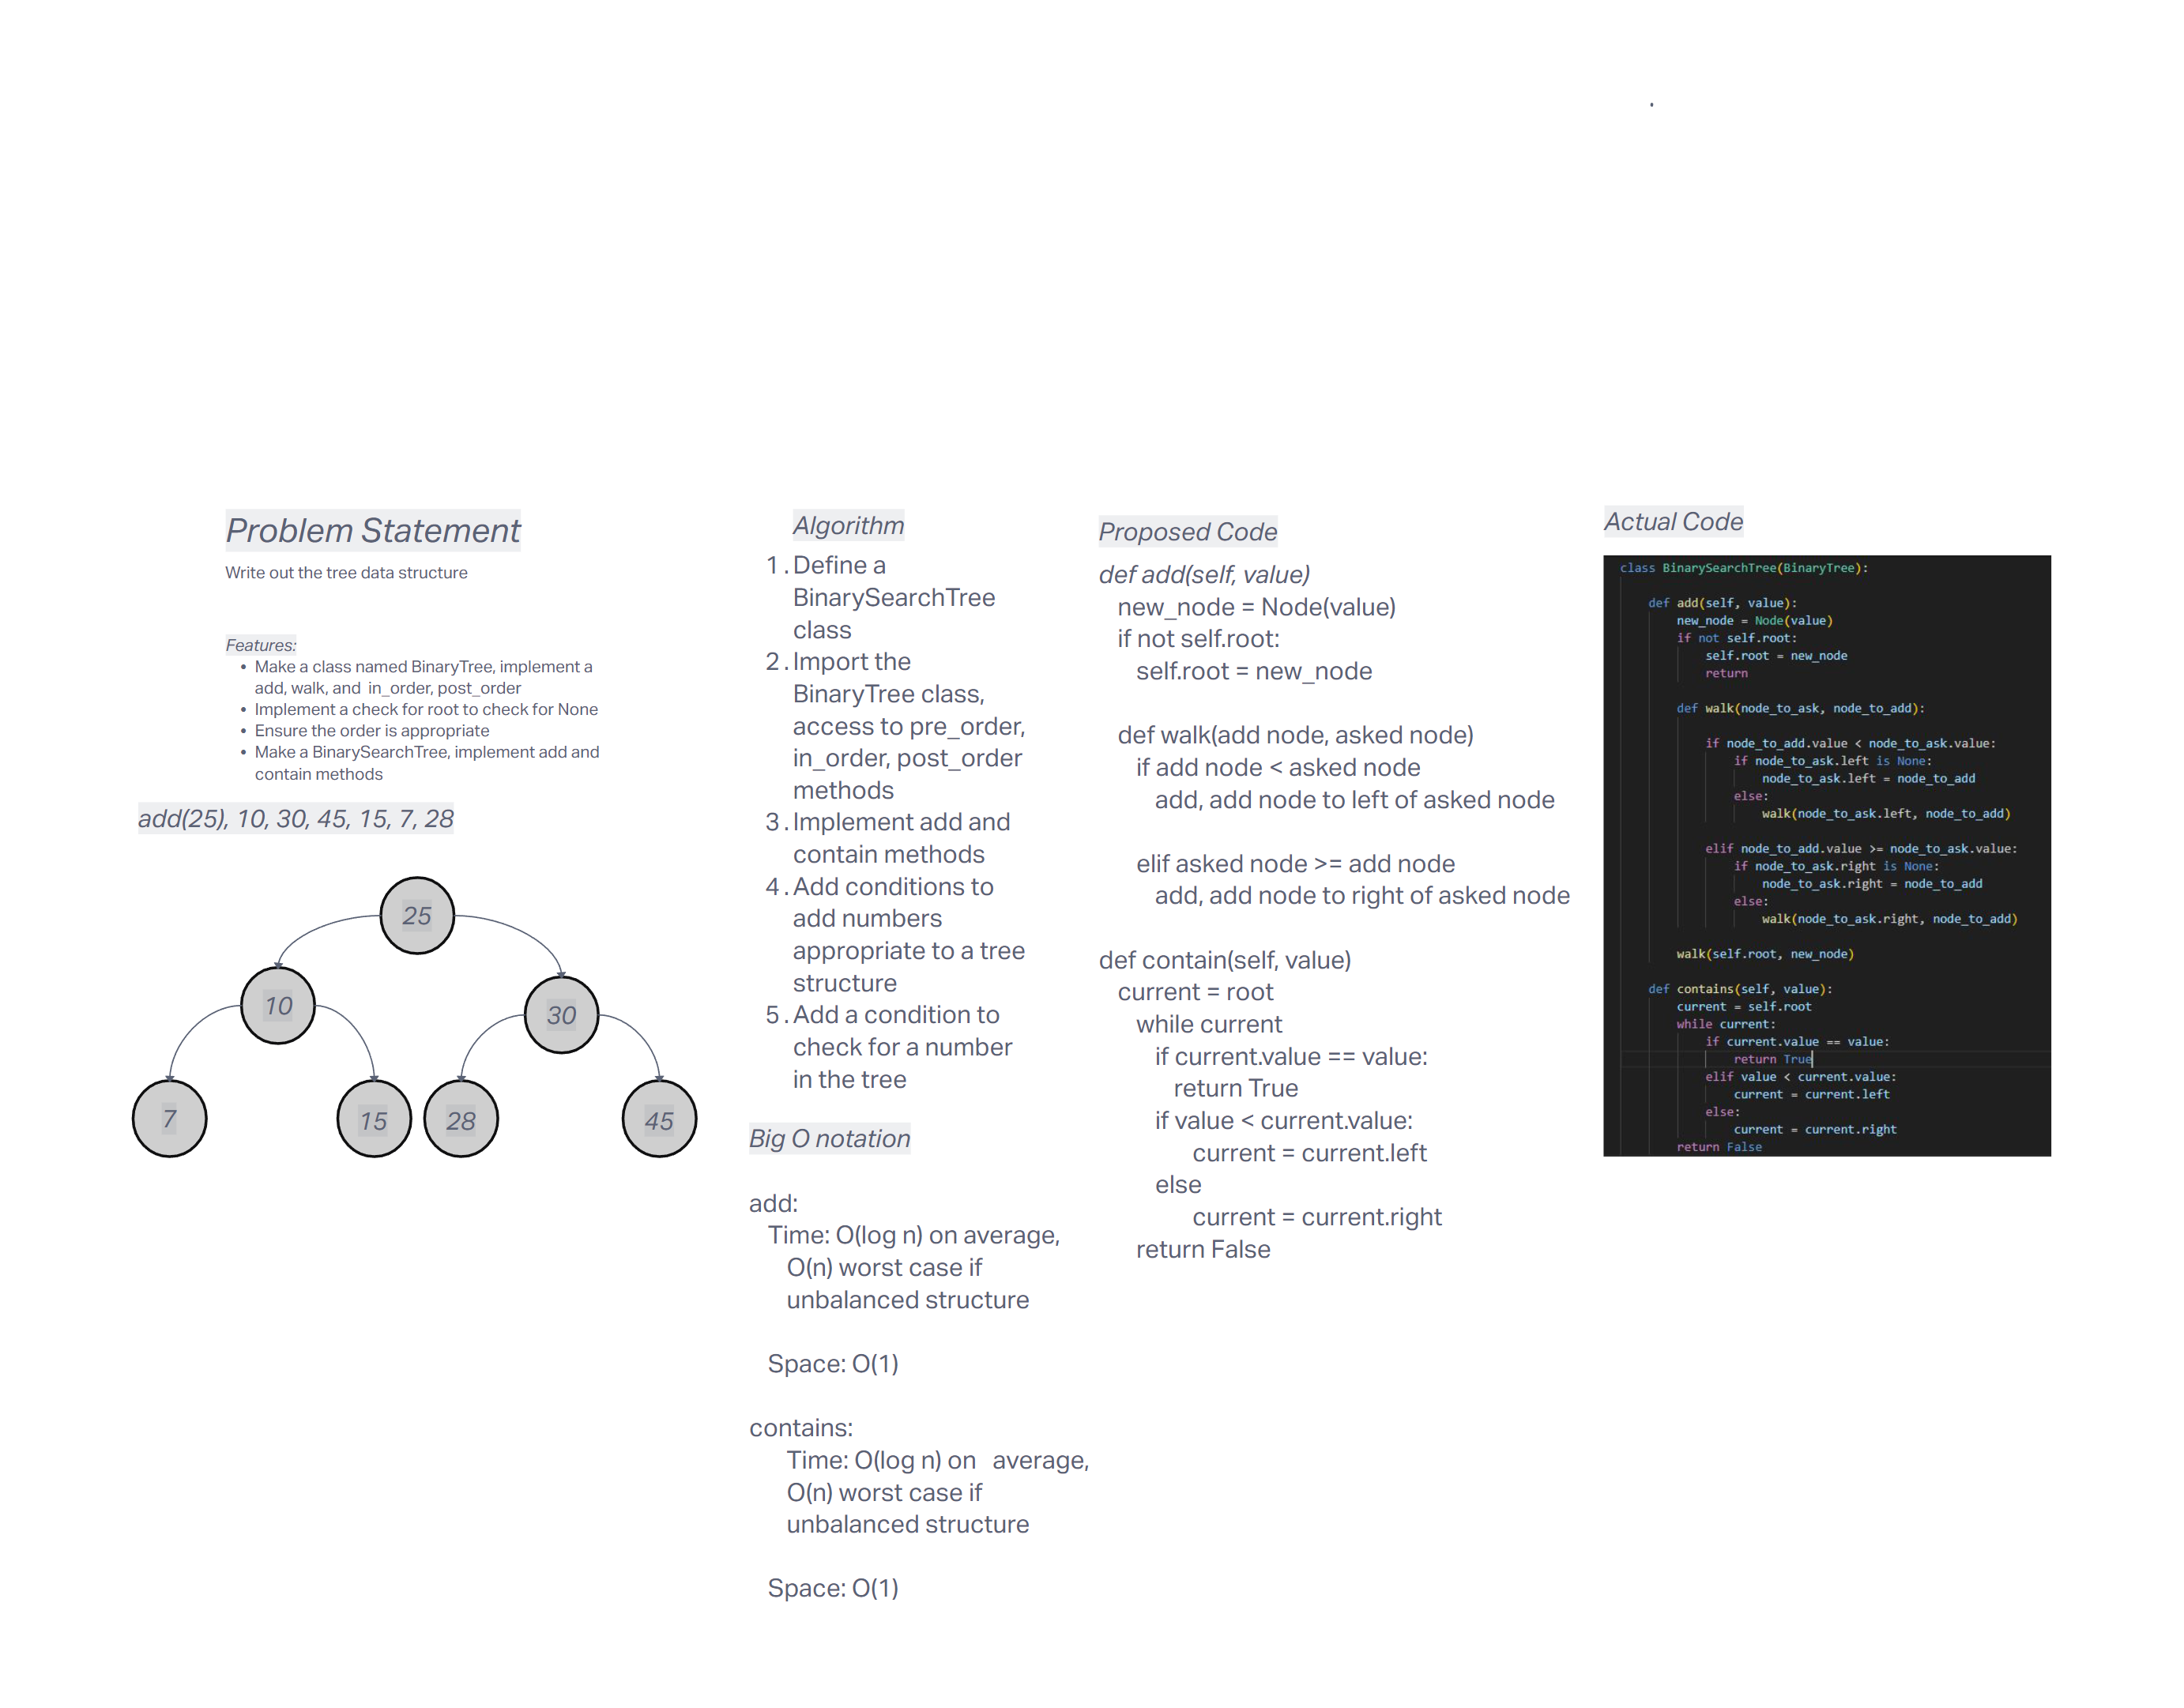 Problem Statement
Write out the tree data structure
Features:
• Make a class named BinaryTree, implement a
add, walk, and in_order, post_order
• Implement a check for root to check for None
• Ensure the order is appropriate
• Make a BinarySearchTree, implement add and
contain methods
add(25), 10, 30, 45, 15, 7, 28
25
10
30
7
15
28
45
Algorithm
1. Define a
BinarySearchTree
class
2. Import the
BinaryTree class,
access to pre_order,
in_order, post_order
methods
3. Implement add and
contain methods
4. Add conditions to
add numbers
appropriate to a tree
structure
5. Add a condition to
check for a number
in the tree
Big O notation
add:
Time: O(log n) on average,
O(n) worst case if
unbalanced structure
Space: O(1)
contains:
Time: O(log n) on average,
O(n) worst case if
unbalanced structure
Space: O(1)
Proposed Code
def add(self, value)
new_node = Node(value)
if not self.root:
self.root = new_node
def walk(add node, asked node)
if add node < asked node
add, add node to left of asked node
elif asked node >= add node
add, add node to right of asked node
def contain(self, value)
current = root
while current
if current.value == value:
return True
if value < current.value:
current = current.left
else
current = current.right
return False
Actual Code
class BinarySearchTree(BinaryTree):
def add(self, value):
new_node = Node(value)
if not self.root:
self.root = new_node
return
def walk(node_to_ask, node_to_add):
if node_to_add.value < node_to_ask.value:
if node_to_ask.left is None:
node_to_ask.left = node_to_add
else:
walk(node_to_ask.left, node_to_add)
elif node_to_add.value >= node_to_ask.value:
if node_to_ask.right is None:
node_to_ask.right = node_to_add
else:
walk(node_to_ask.right, node_to_add)
walk(self.root, new_node)
def contains(self, value):
current = self.root
while current:
if current.value == value:
return True
elif value < current.value:
current = current.left
else:
current = current.right
return False